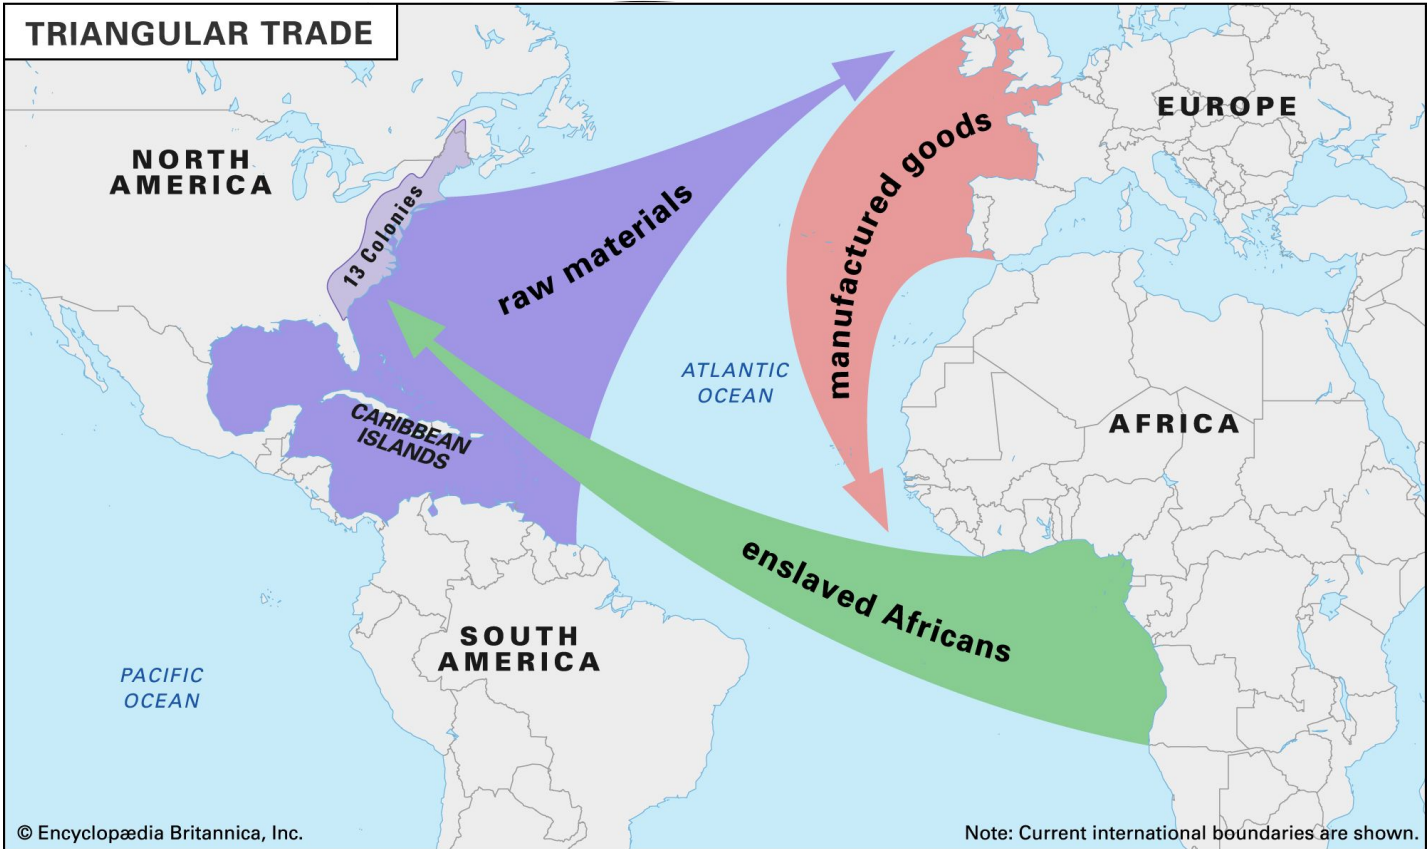 TRIANGULAR TRADE
NORTH
AMERICA
13 Colonies
raw materials
manufactured goods
EUROPE
ATLANTIC
OCEAN
AFRICA
CARIBBEAN
ISLANDS
enslaved Africans
SOUTH
AMERICA
PACIFIC
OCEAN
© Encyclopædia Britannica, Inc.
Note: Current international boundaries are shown.